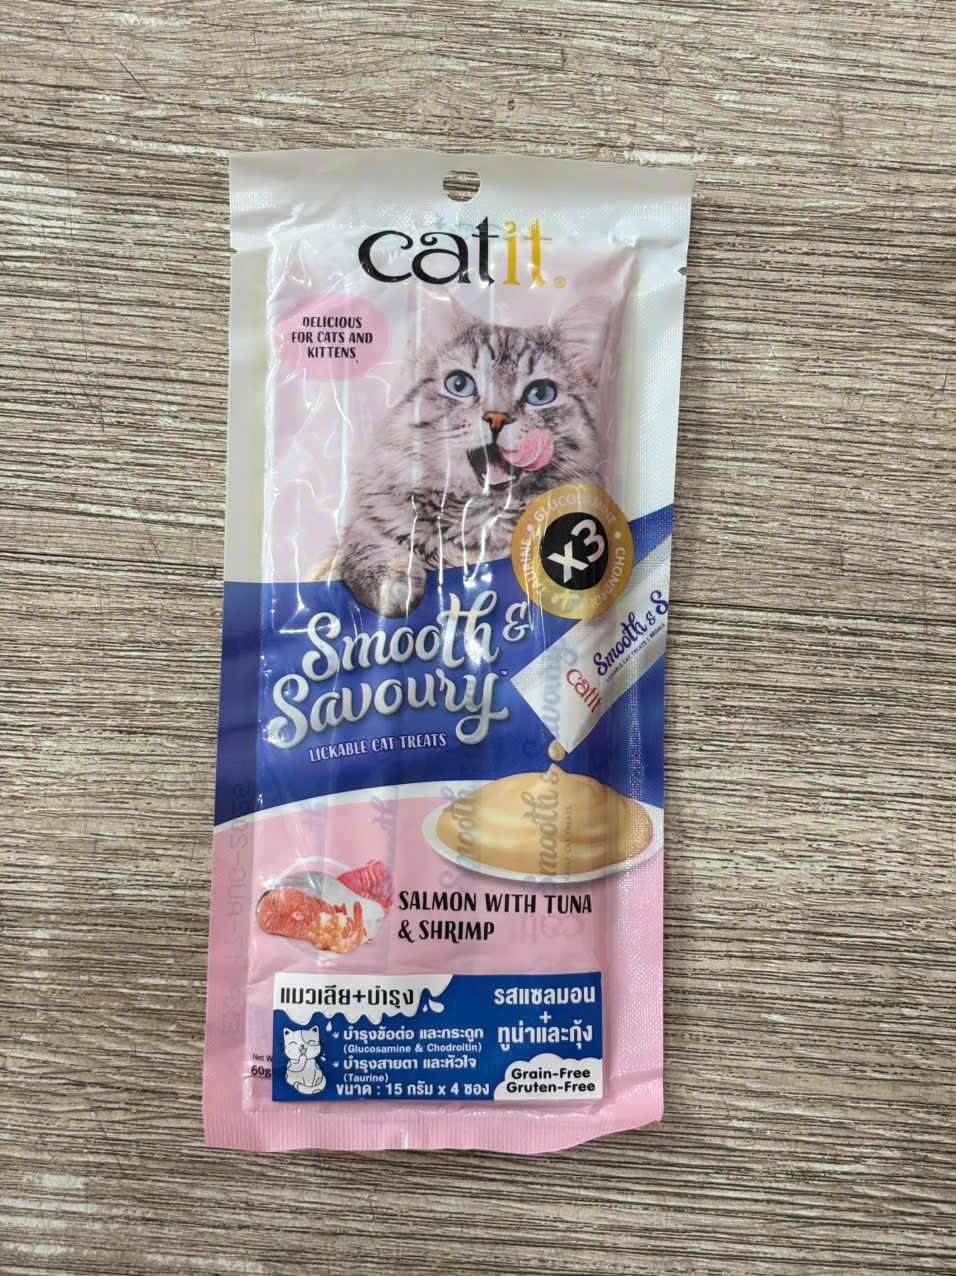 catit®
DELICIOUS
FOR CATS AND
KITTENS
TAURINE • GLUCOSAMINE •
x3
Smooth &
Savoury™
LICKABLE CAT TREATS
Smooth & S
catit
SALMON WITH TUNA
& SHRIMP
แมวเลีย+บำรุง
รสแซลมอน
+
ทูน่าและกุ้ง
บำรุงข้อต่อ และกระดูก
(Glucosamine & Chodroitin)
บำรุงสายตา และหัวใจ
(Taurine)
ขนาด : 15 กรัม x 4 ซอง
Grain-Free
Gruten-Free
Net W
60g